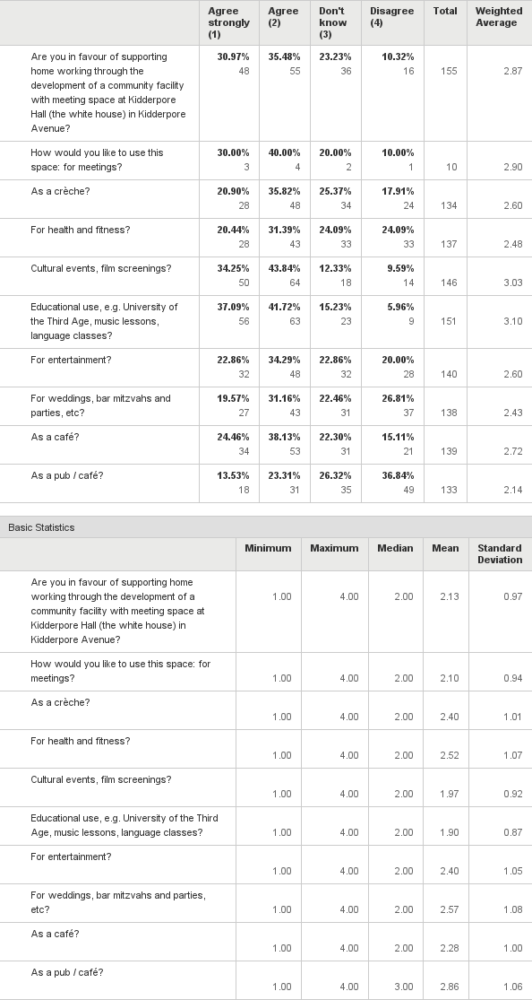 Agree strongly (1) Agree (2) Don't know (3) Disagree (4) Total Weighted Average
Are you in favour of supporting 30.97% 35.48% 23.23% 10.32%
home working through the 48 55 36 16 155 2.87
development of a community facility
with meeting space at Kidderpore
Hall (the white house) in Kidderpore
Avenue?
How would you like to use this 30.00% 40.00% 20.00% 10.00%
space: for meetings? 3 4 2 1 10 2.90
As a crèche? 20.90% 35.82% 25.37% 17.91%
28 48 34 24 134 2.60
For health and fitness? 20.44% 31.39% 24.09% 24.09%
28 43 33 33 137 2.48
Cultural events, film screenings? 34.25% 43.84% 12.33% 9.59%
50 64 18 14 146 3.03
Educational use, e.g. University of 37.09% 41.72% 15.23% 5.96%
the Third Age, music lessons, 56 63 23 9 151 3.10
language classes?
For entertainment? 22.86% 34.29% 22.86% 20.00%
32 48 32 28 140 2.60
For weddings, bar mitzvahs and 19.57% 31.16% 22.46% 26.81%
parties, etc? 27 43 31 37 138 2.43
As a café? 24.46% 38.13% 22.30% 15.11%
34 53 31 21 139 2.72
As a pub / café? 13.53% 23.31% 26.32% 36.84%
18 31 35 49 133 2.14
Basic Statistics
Minimum Maximum Median Mean Standard Deviation
Are you in favour of supporting home
working through the development of a 1.00 4.00 2.00 2.13 0.97
community facility with meeting space at
Kidderpore Hall (the white house) in
Kidderpore Avenue?
How would you like to use this space: for
meetings? 1.00 4.00 2.00 2.10 0.94
As a crèche?
1.00 4.00 2.00 2.40 1.01
For health and fitness?
1.00 4.00 2.00 2.52 1.07
Cultural events, film screenings?
1.00 4.00 2.00 1.97 0.92
Educational use, e.g. University of the Third
Age, music lessons, language classes? 1.00 4.00 2.00 1.90 0.87
For entertainment?
1.00 4.00 2.00 2.40 1.05
For weddings, bar mitzvahs and parties,
etc? 1.00 4.00 2.00 2.57 1.08
As a café?
1.00 4.00 2.00 2.28 1.00
As a pub / café?
1.00 4.00 3.00 2.86 1.06